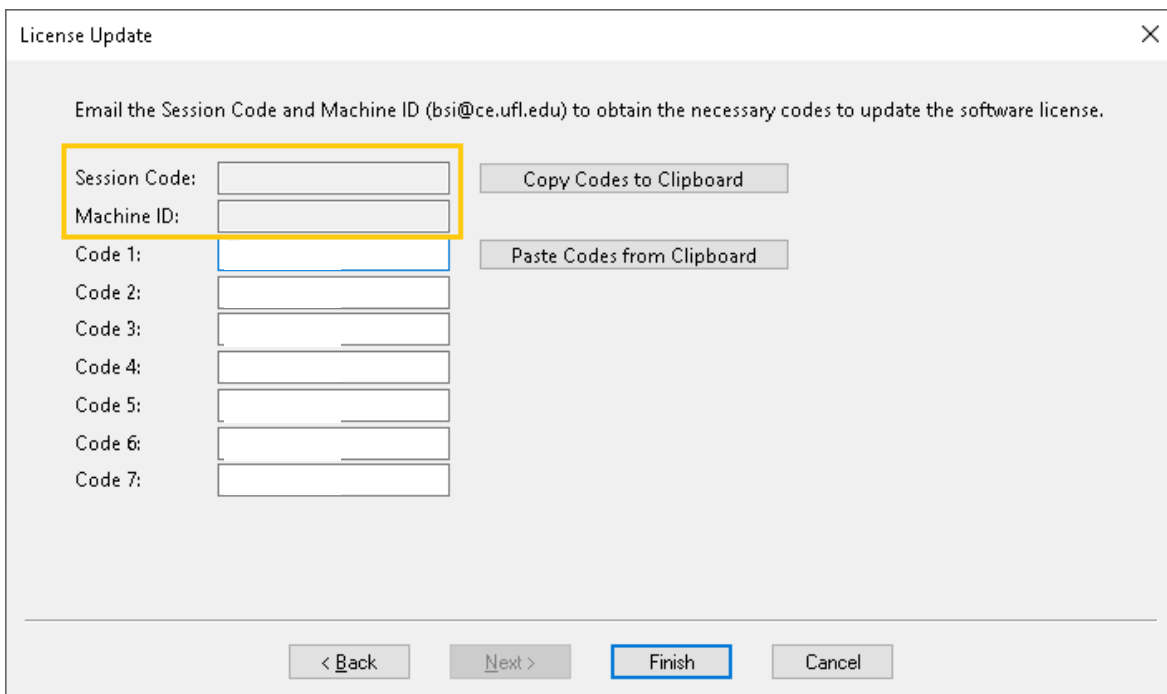 License Update
Email the Session Code and Machine ID (bsi@ce.ufl.edu) to obtain the necessary codes to update the software license.
Session Code: Copy Codes to Clipboard
Machine ID:
Code 1: Paste Codes from Clipboard
Code 2:
Code 3:
Code 4:
Code 5:
Code 6:
Code 7:
< Back Next > Finish Cancel